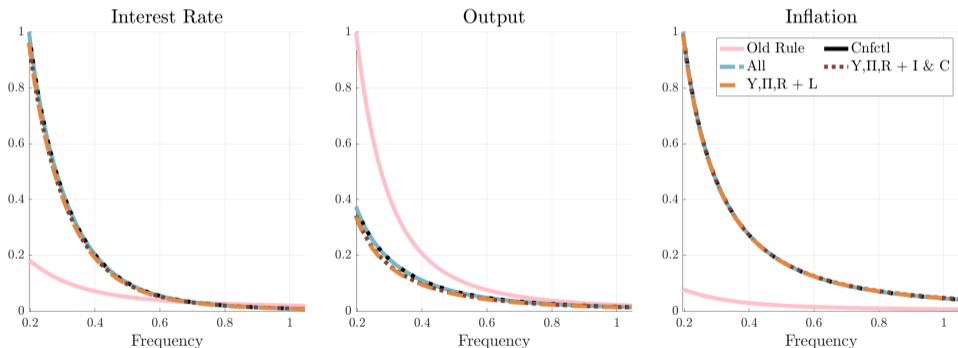 Interest Rate
1
0.8
0.6
0.4
0.2
0
0.2 0.4 0.6 0.8 1
Frequency
Output
1
0.8
0.6
0.4
0.2
0
0.2 0.4 0.6 0.8 1
Frequency
Inflation
1
0.8
0.6
0.4
0.2
0
0.2 0.4 0.6 0.8 1
Frequency
Old Rule
All
Y,Π,R + L
Cnfctl
Y,Π,R + I & C